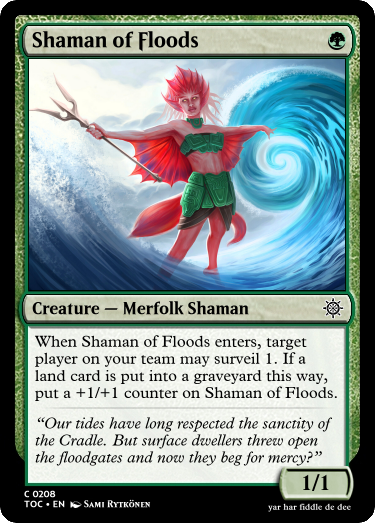 Shaman of Floods
Creature — Merfolk Shaman
When Shaman of Floods enters, target
player on your team may surveil 1. If a
land card is put into a graveyard this way,
put a +1/+1 counter on Shaman of Floods.
“Our tides have long respected the sanctity of
the Cradle. But surface dwellers threw open
the floodgates and now they beg for mercy?”
1/1
C 0208
TOC • EN Sami Rytkönen
yar har fiddle de dee